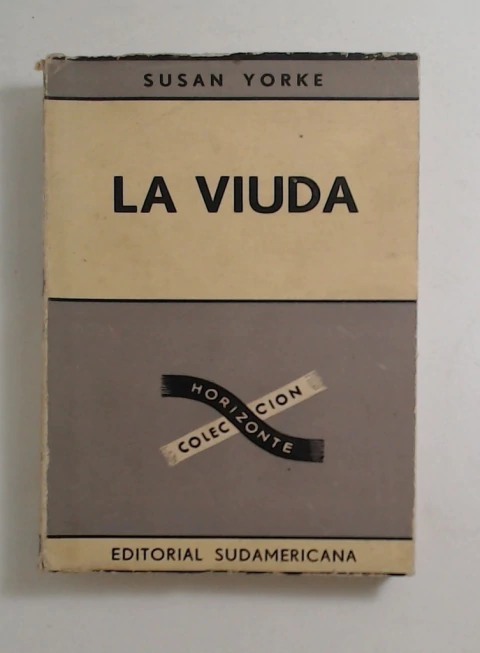 SUSAN YORKE
LA VIUDA
COLECCION
HORIZONTE
EDITORIAL SUDAMERICANA